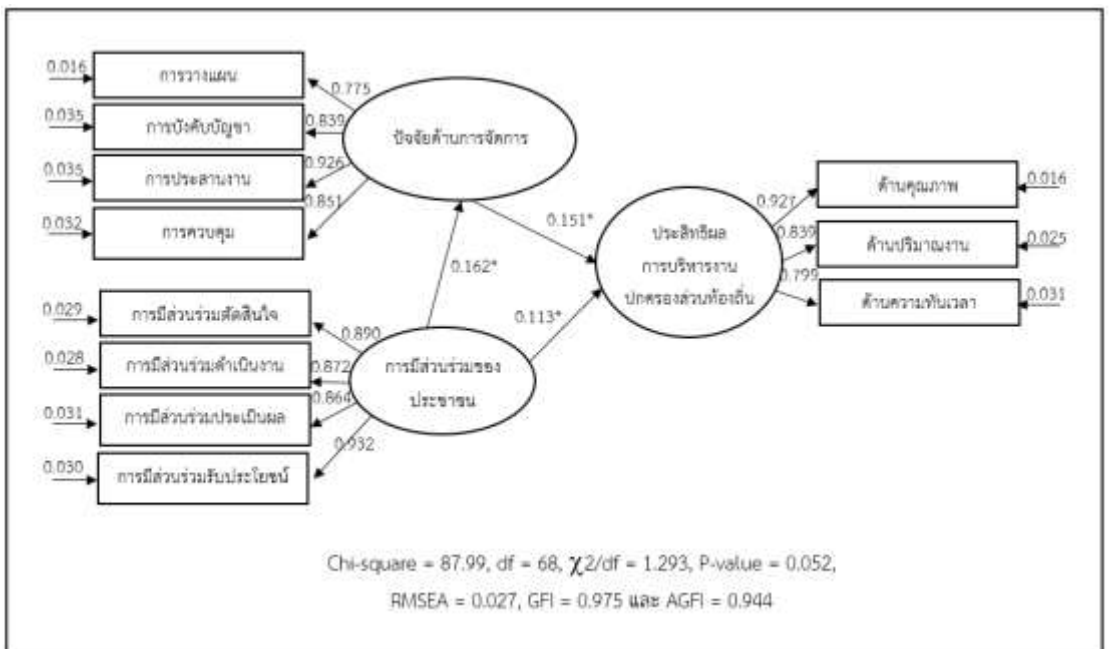 0.016
การวางแผน
0.775
0.035
การบังคับบัญชา
0.839
0.035
การประสานงาน
0.926
0.032
การควบคุม
0.851
ปัจจัยด้านการจัดการ
0.151*
0.162*
0.113*
ประสิทธิผล
การบริหารงาน
ปกครองส่วนท้องถิ่น
0.927
ด้านคุณภาพ
0.016
0.839
ด้านปริมาณงาน
0.025
0.799
ด้านความทันเวลา
0.031
0.029
การมีส่วนร่วมตัดสินใจ
0.890
0.028
การมีส่วนร่วมดำเนินงาน
0.872
0.031
การมีส่วนร่วมประเมินผล
0.864
0.030
การมีส่วนร่วมรับประโยชน์
0.932
การมีส่วนร่วมของ
ประชาชน
Chi-square = 87.99, df = 68, χ2/df = 1.293, P-value = 0.052,
RMSEA = 0.027, GFI = 0.975 และ AGFI = 0.944